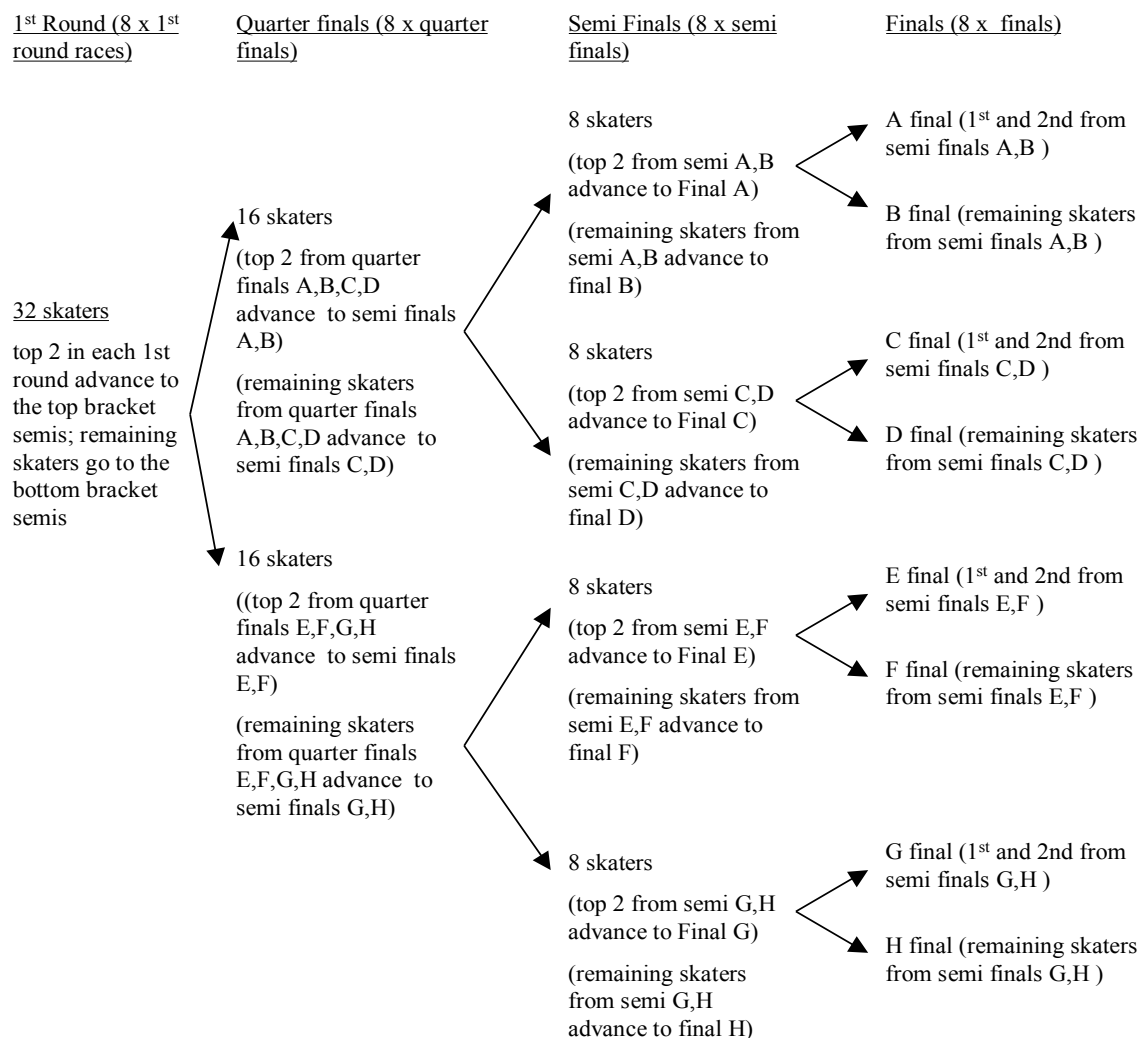 1st Round (8 x 1st
round races)
32 skaters
top 2 in each 1st
round advance to
the top bracket
semis; remaining
skaters go to the
bottom bracket
semis
Quarter finals (8 x quarter
finals)
16 skaters
(top 2 from quarter
finals A,B,C,D
advance to semi finals
A,B)
(remaining skaters
from quarter finals
A,B,C,D advance to
semi finals C,D)
16 skaters
((top 2 from quarter
finals E,F,G,H
advance to semi finals
E,F)
(remaining skaters
from quarter finals
E,F,G,H advance to
semi finals G,H)
Semi Finals (8 x semi
finals)
8 skaters
(top 2 from semi A,B
advance to Final A)
(remaining skaters from
semi A,B advance to
final B)
8 skaters
(top 2 from semi C,D
advance to Final C)
(remaining skaters from
semi C,D advance to
final D)
8 skaters
(top 2 from semi E,F
advance to Final E)
(remaining skaters from
semi E,F advance to
final F)
8 skaters
(top 2 from semi G,H
advance to Final G)
(remaining skaters
from semi G,H
advance to final H)
Finals (8 x finals)
A final (1st and 2nd from
semi finals A,B )
B final (remaining skaters
from semi finals A,B )
C final (1st and 2nd from
semi finals C,D )
D final (remaining skaters
from semi finals C,D )
E final (1st and 2nd from
semi finals E,F )
F final (remaining skaters
from semi finals E,F )
G final (1st and 2nd from
semi finals G,H )
H final (remaining skaters
from semi finals G,H )